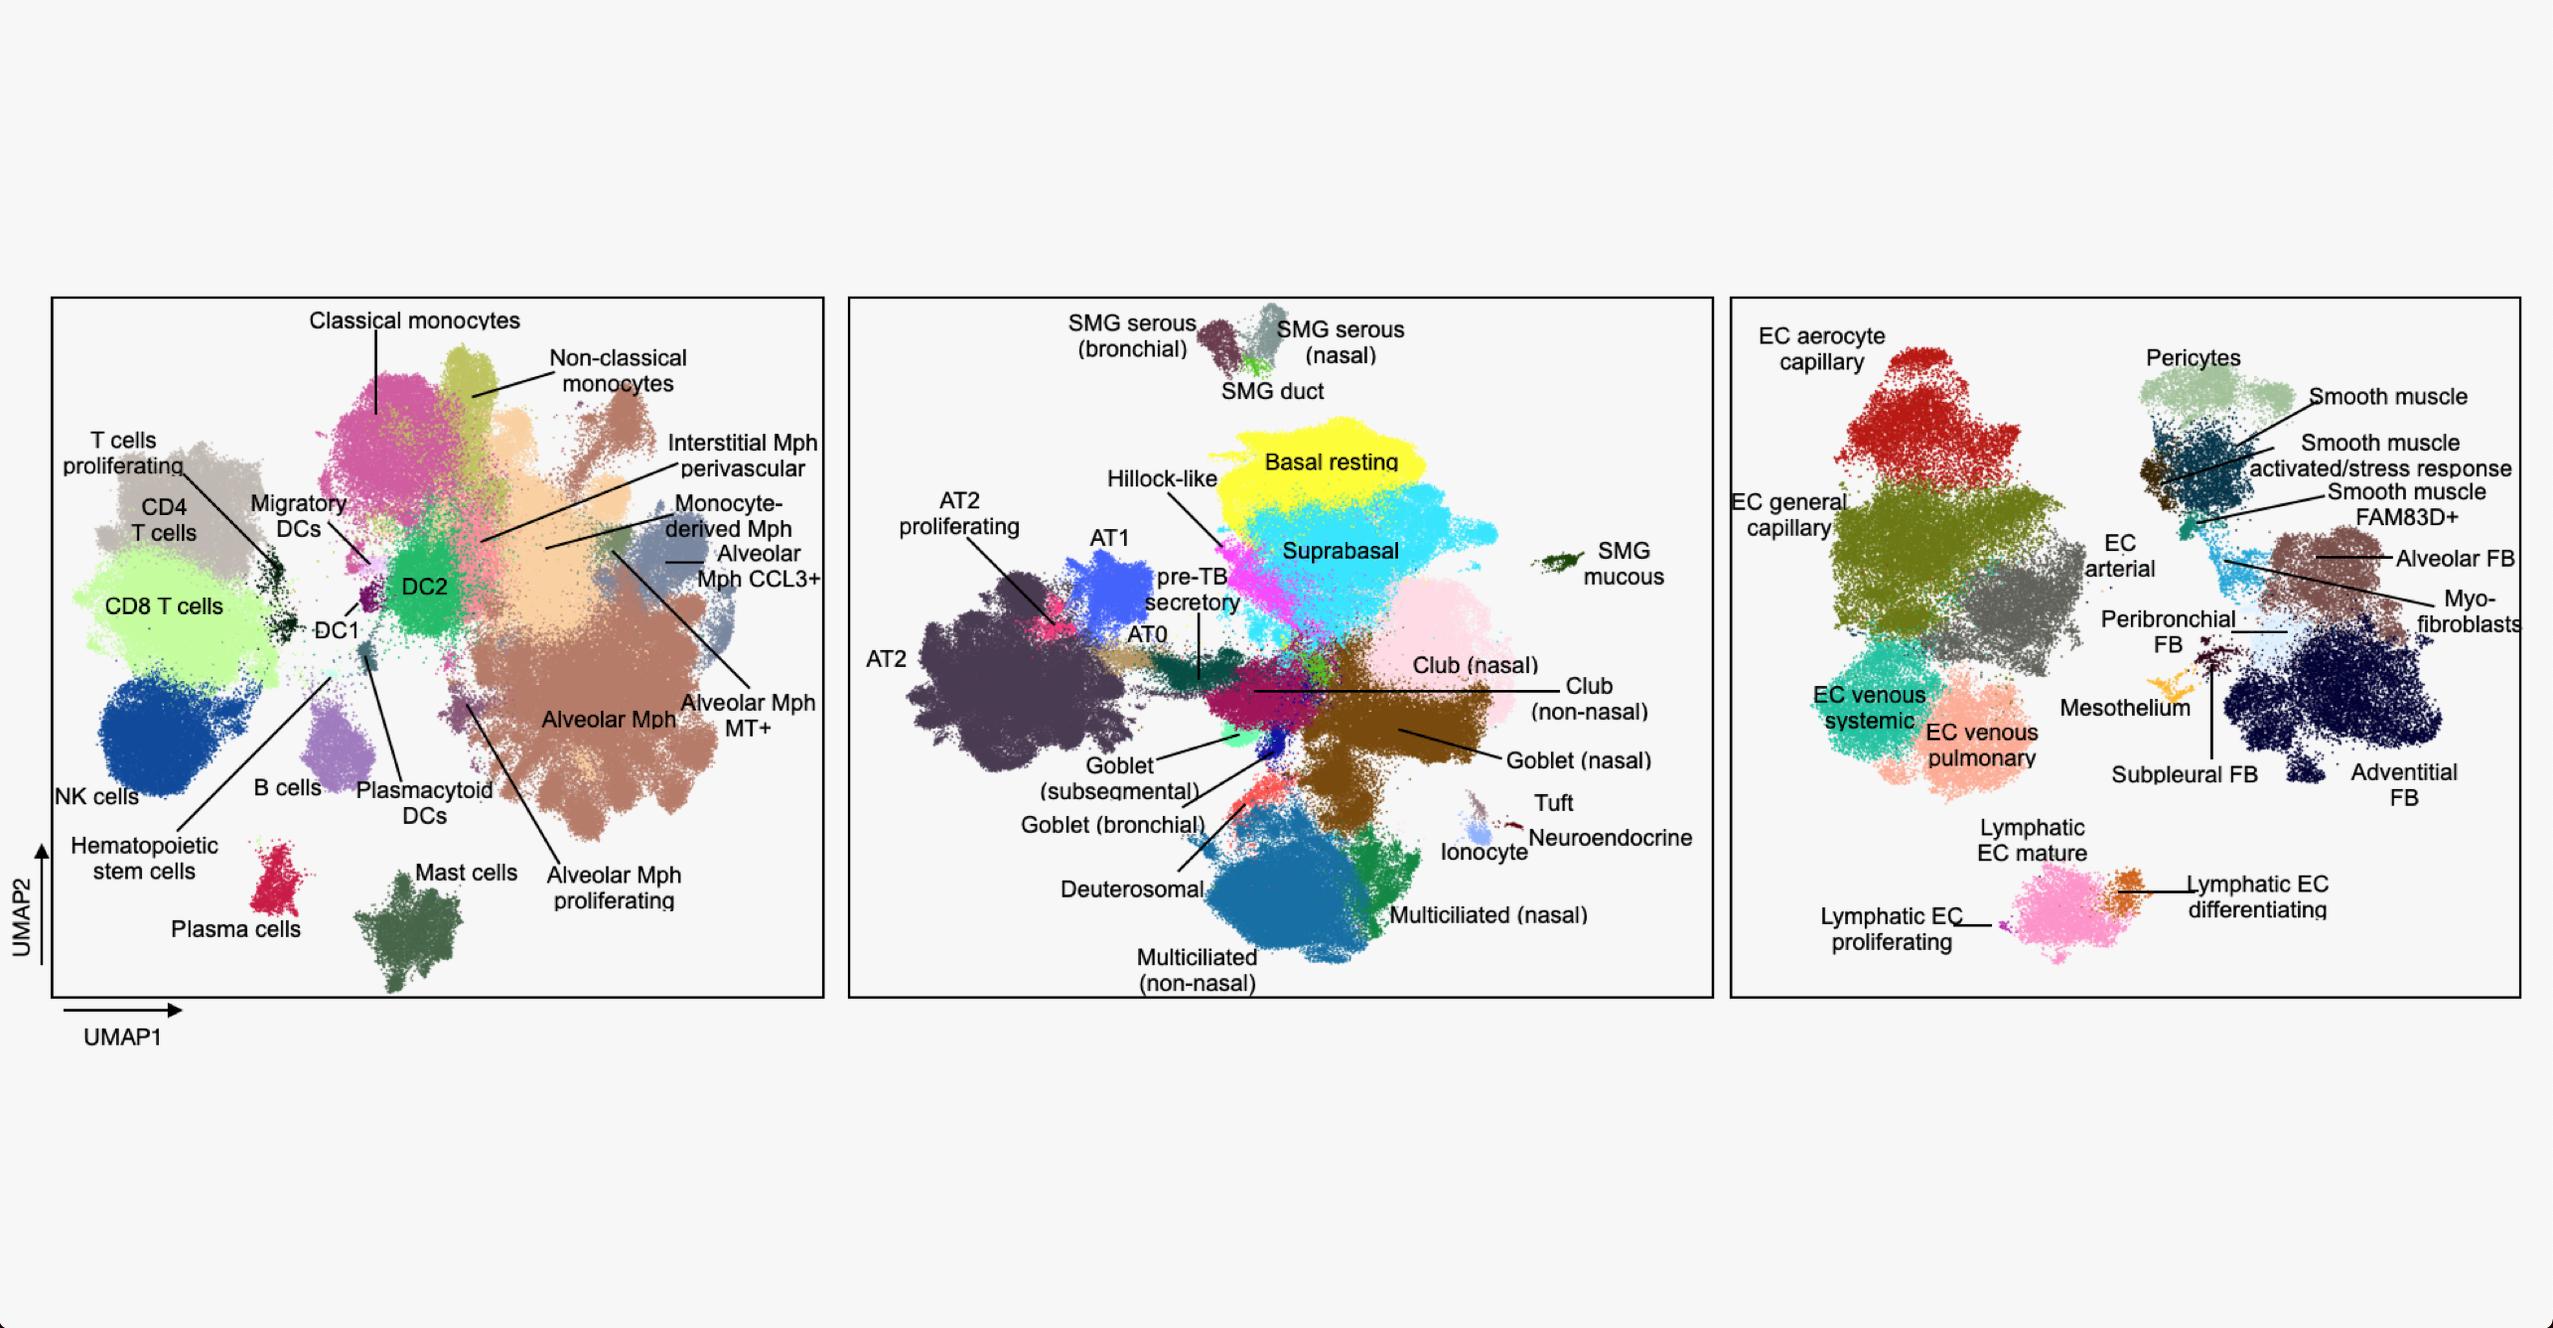 Classical monocytes
Non-classical
monocytes
T cells
proliferating
Interstitial Mph
perivascular
CD4
T cells
Migratory
DCs
Monocyte-
derived Mph
Alveolar
Mph CCL3+
DC2
CD8 T cells
DC1
Alveolar Mph
Alveolar Mph
MT+
NK cells
B cells
Plasmacytoid
DCs
Hematopoietic
stem cells
Mast cells
Alveolar Mph
proliferating
Plasma cells
UMAP2
UMAP1
SMG serous
(bronchial)
SMG serous
(nasal)
SMG duct
Basal resting
Hillock-like
AT2
proliferating
AT1
Suprabasal
SMG
mucous
pre-TB
secretory
AT0
AT2
Club (nasal)
Club
(non-nasal)
Goblet
(subsegmental)
Goblet (nasal)
Goblet (bronchial)
Tuft
Neuroendocrine
Ionocyte
Deuterosomal
Multiciliated (nasal)
Multiciliated
(non-nasal)
EC aerocyte
capillary
Pericytes
Smooth muscle
Smooth muscle
activated/stress response
Smooth muscle
FAM83D+
EC general
capillary
EC
arterial
Alveolar FB
Myo-
fibroblasts
Peribronchial
FB
EC venous
systemic
EC venous
pulmonary
Mesothelium
Subpleural FB
Adventitial
FB
Lymphatic
EC mature
Lymphatic EC
differentiating
Lymphatic EC
proliferating